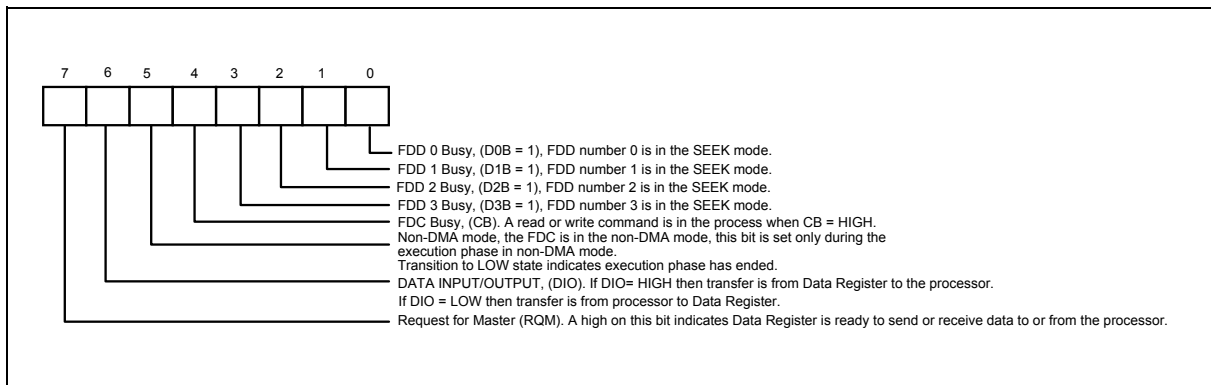 7 6 5 4 3 2 1 0
FDD 0 Busy, (D0B = 1), FDD number 0 is in the SEEK mode.
FDD 1 Busy, (D1B = 1), FDD number 1 is in the SEEK mode.
FDD 2 Busy, (D2B = 1), FDD number 2 is in the SEEK mode.
FDD 3 Busy, (D3B = 1), FDD number 3 is in the SEEK mode.
FDC Busy, (CB). A read or write command is in the process when CB = HIGH.
Non-DMA mode, the FDC is in the non-DMA mode, this bit is set only during the
execution phase in non-DMA mode.
Transition to LOW state indicates execution phase has ended.
DATA INPUT/OUTPUT, (DIO). If DIO= HIGH then transfer is from Data Register to the processor.
If DIO = LOW then transfer is from processor to Data Register.
Request for Master (RQM). A high on this bit indicates Data Register is ready to send or receive data to or from the processor.